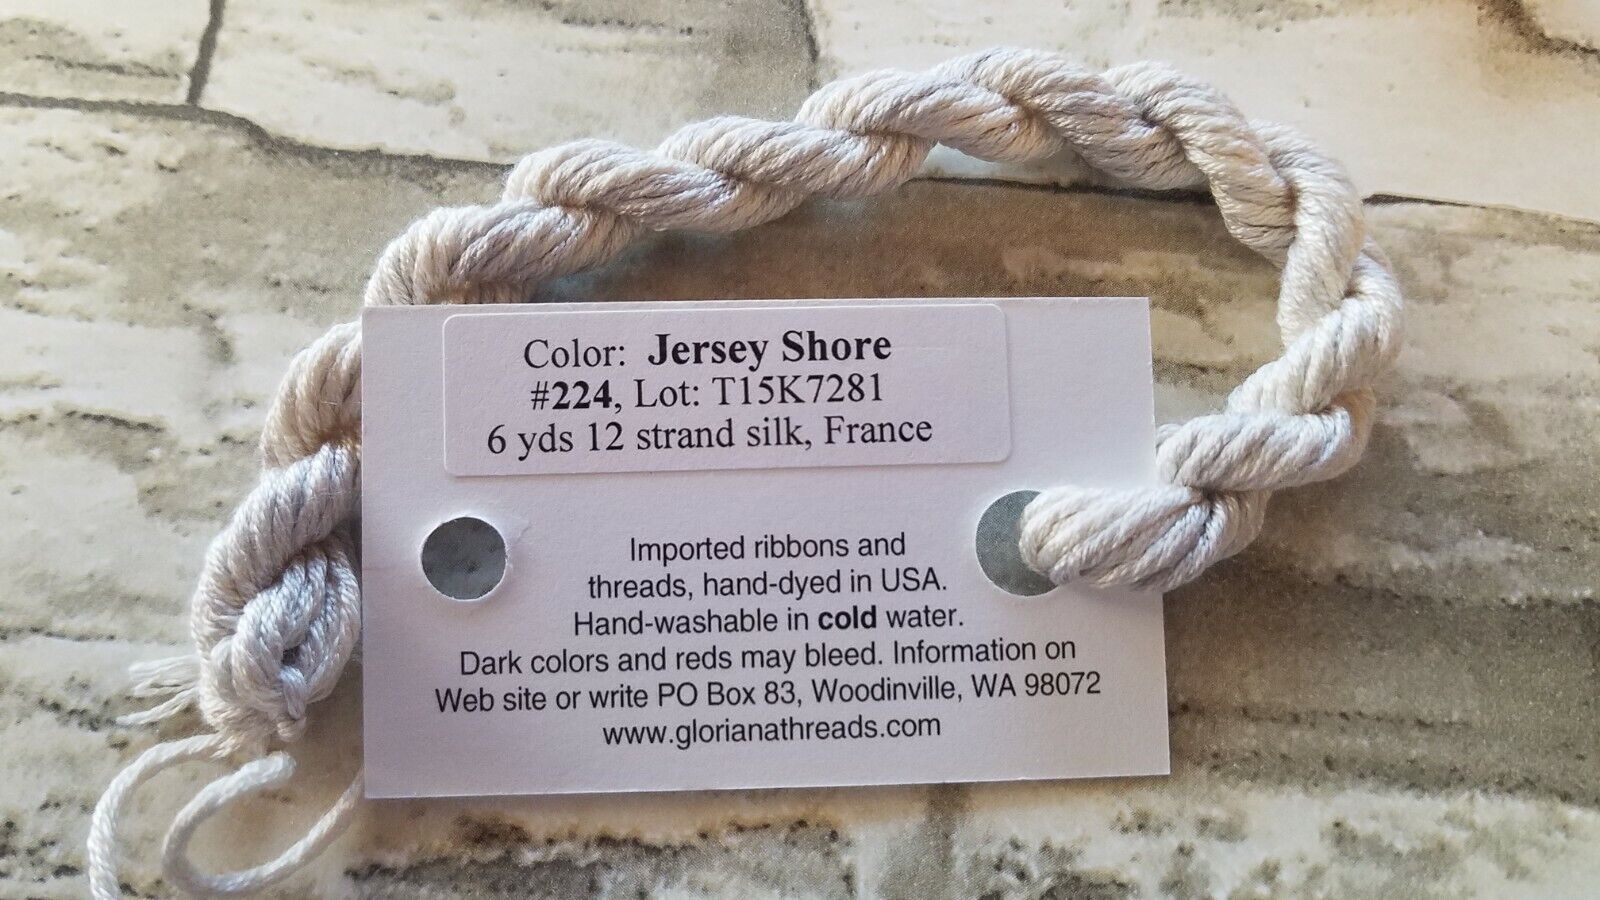 Color: Jersey Shore
#224, Lot: T15K7281
6 yds 12 strand silk, France
Imported ribbons and
threads, hand-dyed in USA.
Hand-washable in cold water.
Dark colors and reds may bleed. Information on
Web site or write PO Box 83, Woodinville, WA 98072
www.glorianathreads.com